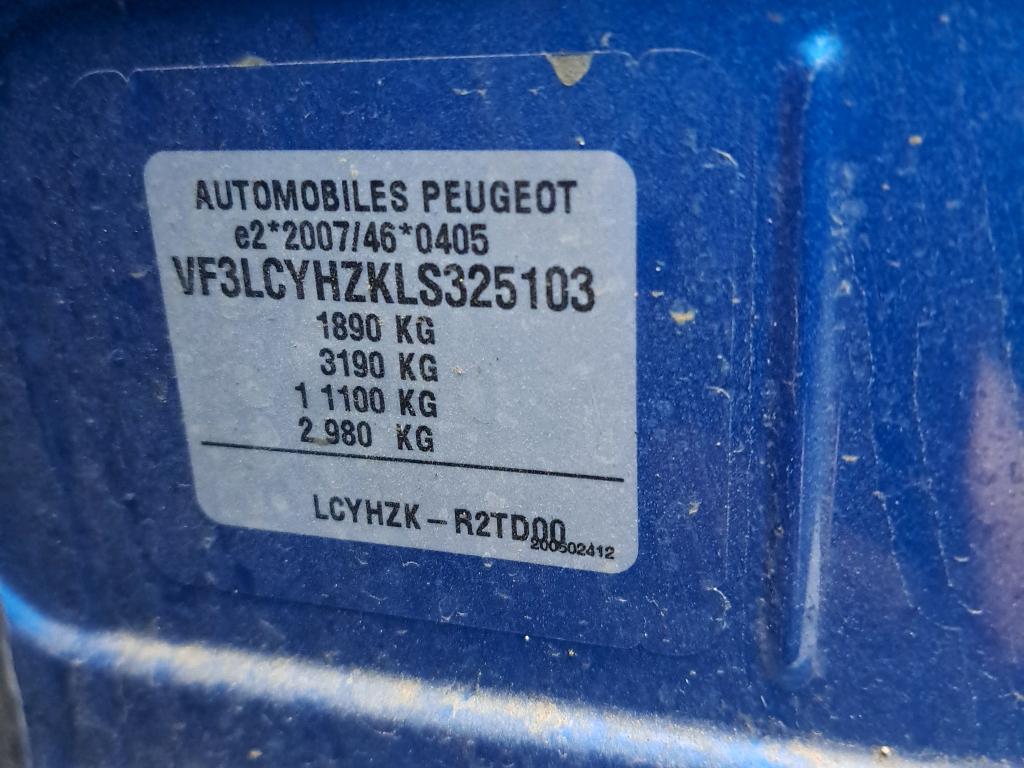 AUTOMOBILES PEUGEOT
e2*2007/46*0405
VF3LCYHZKLS325103
1890 KG
3190 KG
1 1100 KG
2 980 KG
LCYHZK - R2TD00
200502412